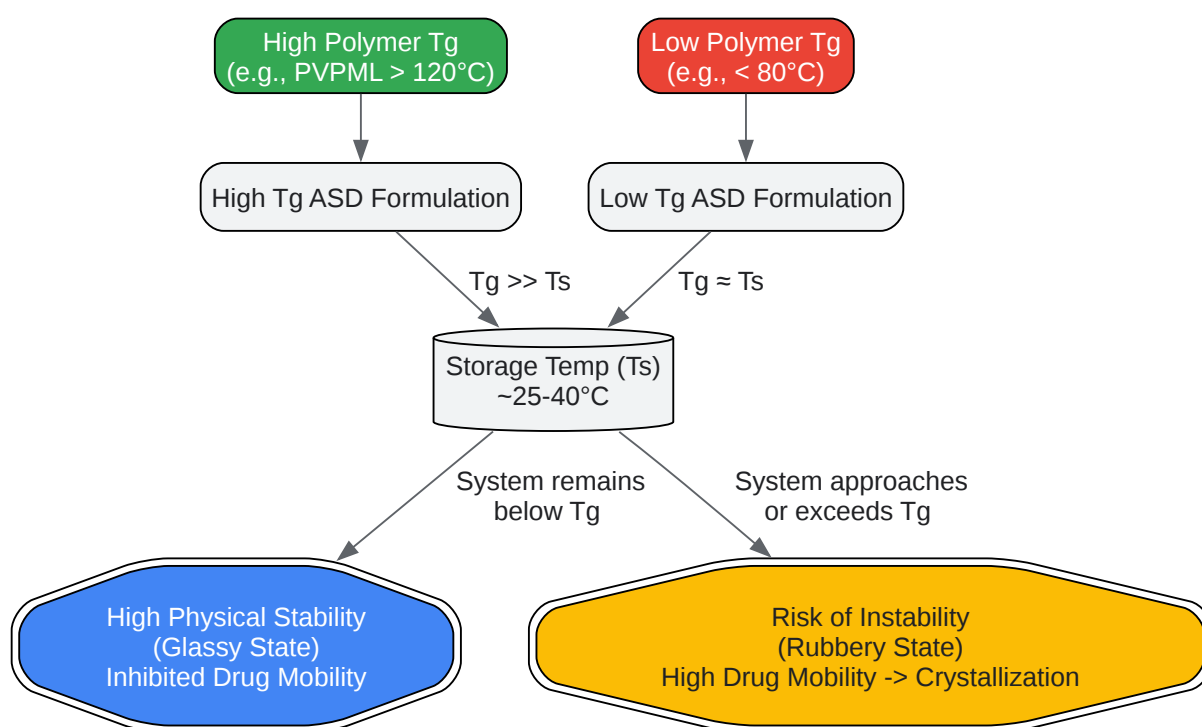 High Polymer Tg
(e.g., PVPML > 120°C)
Low Polymer Tg
(e.g., < 80°C)
High Tg ASD Formulation
Low Tg ASD Formulation
Tg >> Ts
Tg ≈ Ts
Storage Temp (Ts)
~25-40°C
System remains
below Tg
System approaches
or exceeds Tg
High Physical Stability
(Glassy State)
Inhibited Drug Mobility
Risk of Instability
(Rubbery State)
High Drug Mobility -> Crystallization